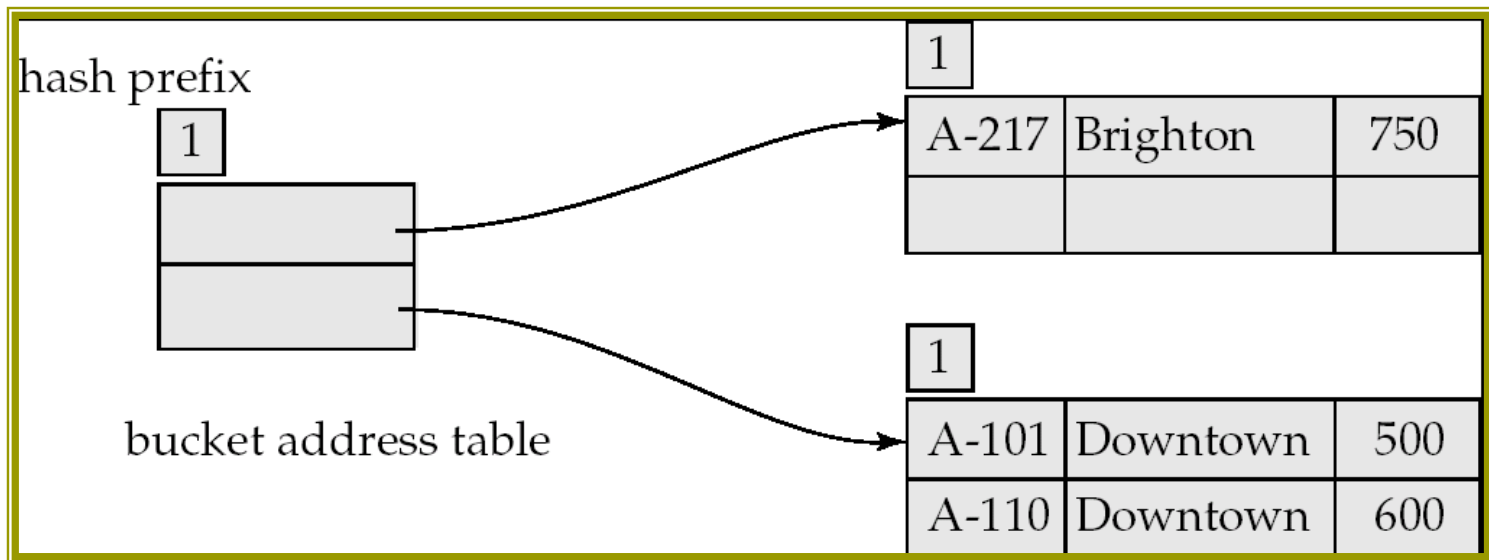 hash prefix
1
bucket address table
1
A-217 Brighton 750
1
A-101 Downtown 500
A-110 Downtown 600